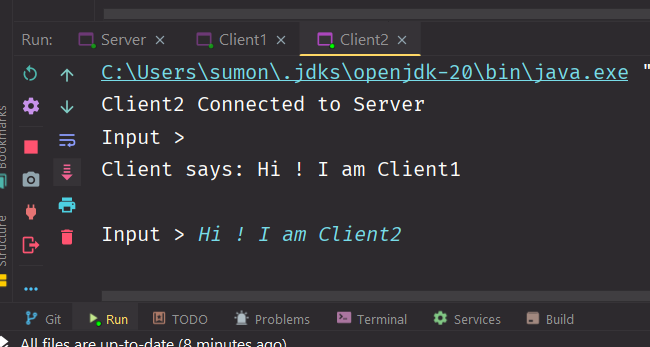 Run: Server × Client1 × Client2 ×
C:\Users\sumon\.jdks\openjdk-20\bin\java.exe "
Client2 Connected to Server
Input >
Client says: Hi ! I am Client1
Input > Hi ! I am Client2
Bookmarks
Structure
Git Run TODO Problems Terminal Services Build
All files are up-to-date (8 minutes ago)